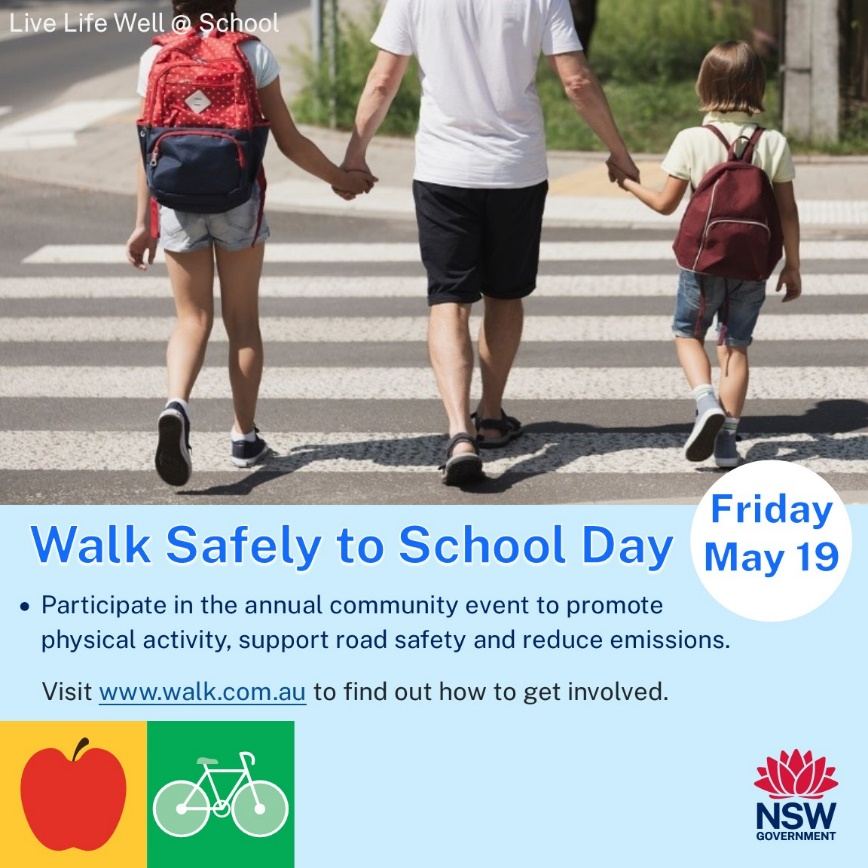 Live Life Well @ School
Friday
May 19
Walk Safely to School Day
• Participate in the annual community event to promote
physical activity, support road safety and reduce emissions.
Visit www.walk.com.au to find out how to get involved.
NSW
GOVERNMENT